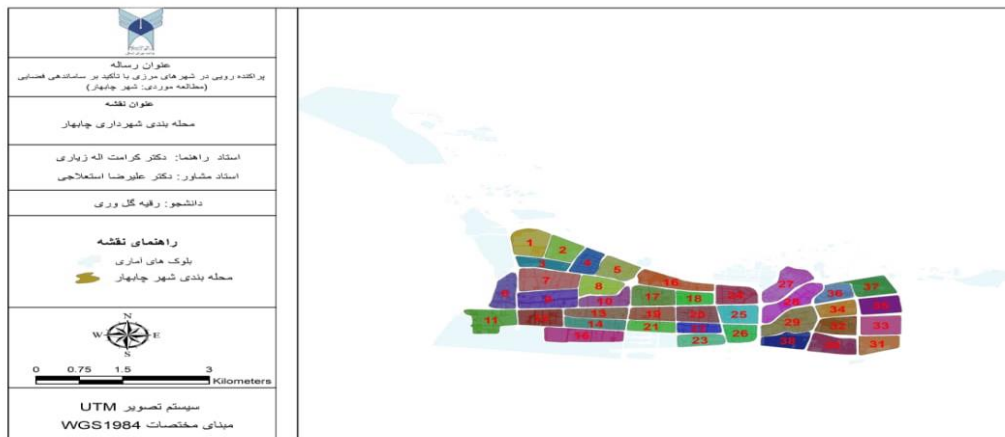 عنوان رساله
پراکنده رویی در شهرهای مرزی با تأکید بر ساماندهی فضایی
(مطالعه موردی: شهر چابهار)
عنوان نقشه
محله بندی شهرداری چابهار
استاد راهنما: دکتر کرامت اله زیاری
استاد مشاور: دکتر علیرضا استعلاجی
دانشجو: رقیه گل وری
راهنمای نقشه
بلوک های آماری
محله بندی شهر چابهار
N
W E
S
0 0.75 1.5 3
Kilometers
سیستم تصویر UTM
مبنای مختصات WGS1984
1
2
3
4
5
7
8
9
10
11
13
14
16
17
18
19
20
21
23
25
26
27
28
29
31
32
33
34
36
37
38